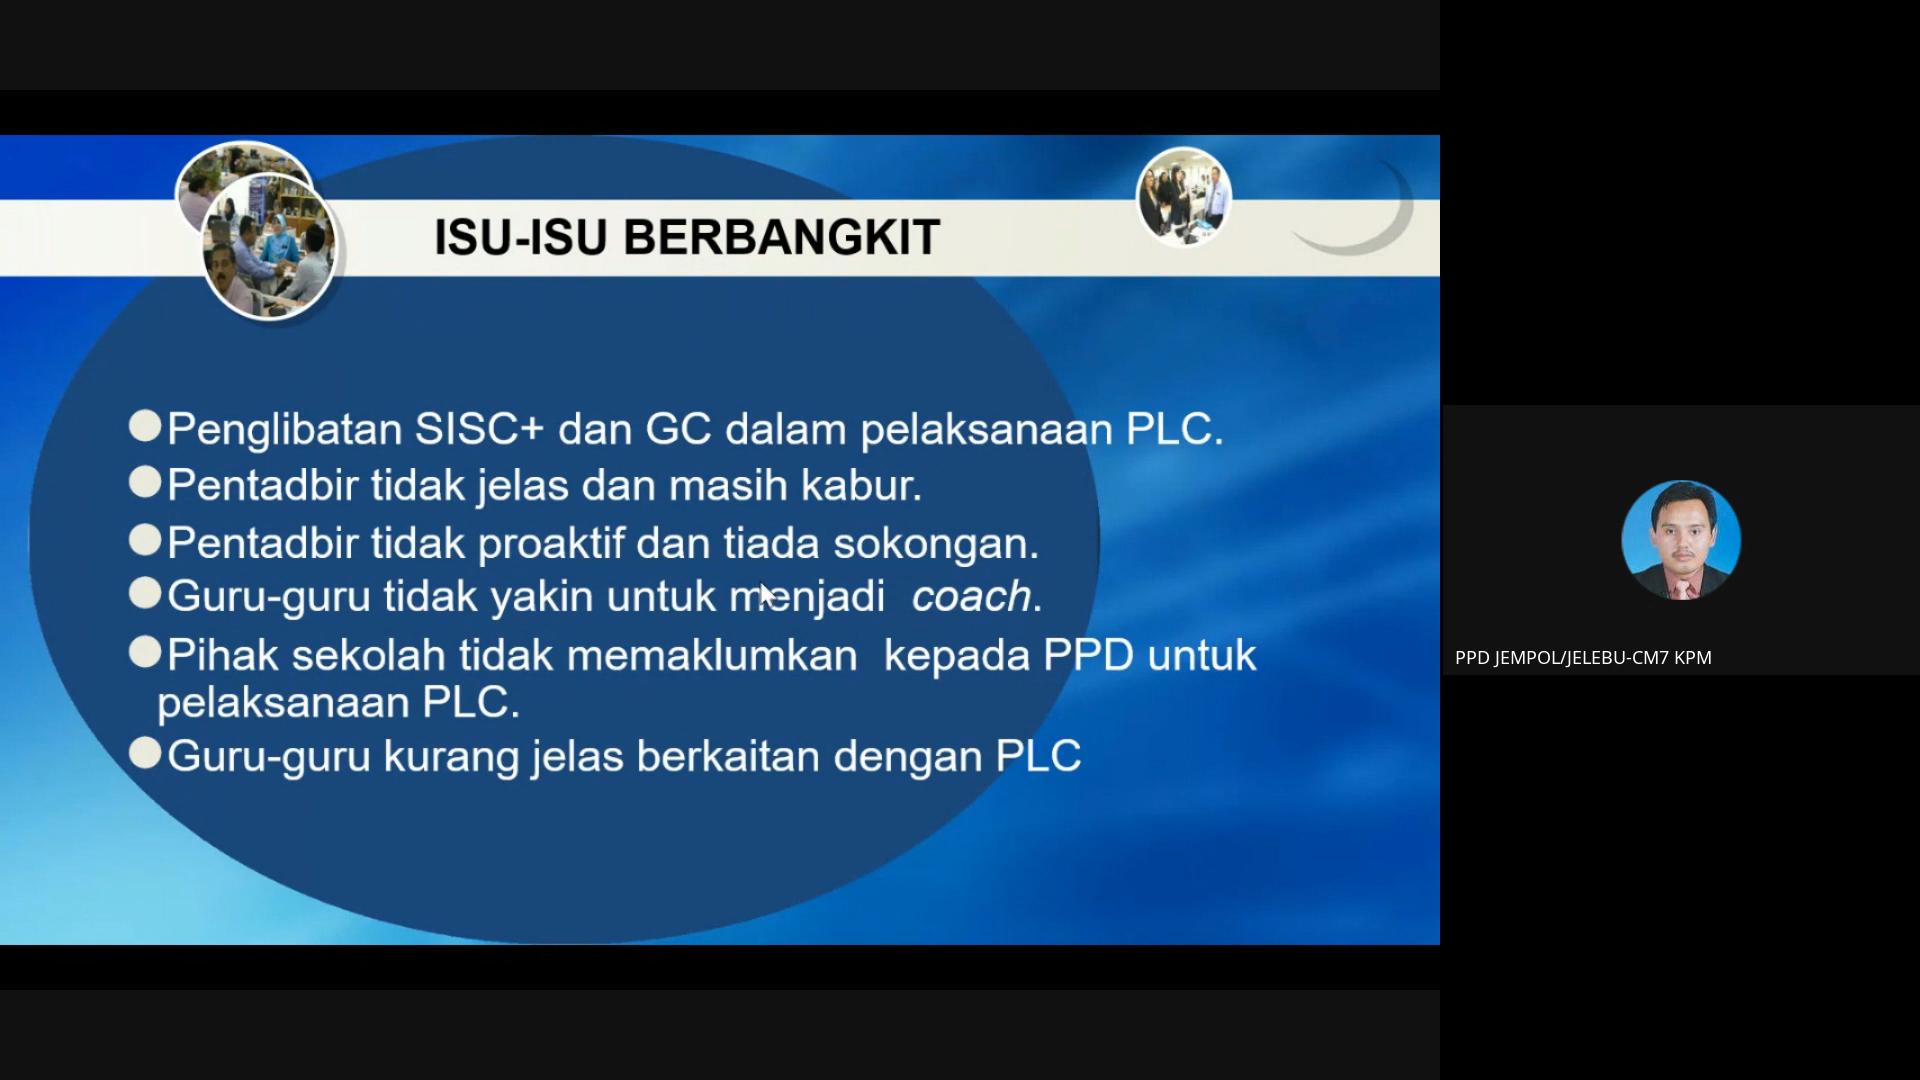 ISU-ISU BERBANGKIT
Penglibatan SISC+ dan GC dalam pelaksanaan PLC.
Pentadbir tidak jelas dan masih kabur.
Pentadbir tidak proaktif dan tiada sokongan.
Guru-guru tidak yakin untuk menjadi coach.
Pihak sekolah tidak memaklumkan kepada PPD untuk
pelaksanaan PLC.
Guru-guru kurang jelas berkaitan dengan PLC
PPD JEMPOL/JELEBU-CM7 KPM